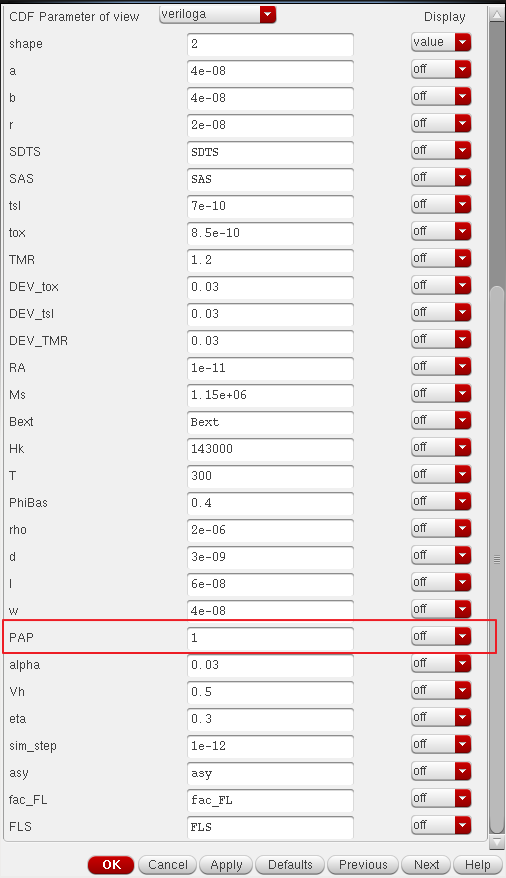 CDF Parameter of view veriloga Display
shape 2 value
a 4e-08 off
b 4e-08 off
r 2e-08 off
SDTS SDTS off
SAS SAS off
tsl 7e-10 off
tox 8.5e-10 off
TMR 1.2 off
DEV_tox 0.03 off
DEV_tsl 0.03 off
DEV_TMR 0.03 off
RA 1e-11 off
Ms 1.15e+06 off
Bext Bext off
Hk 143000 off
T 300 off
PhiBas 0.4 off
rho 2e-06 off
d 3e-09 off
l 6e-08 off
w 4e-08 off
PAP 1 off
alpha 0.03 off
Vh 0.5 off
eta 0.3 off
sim_step 1e-12 off
asy asy off
fac_FL fac_FL off
FLS FLS off
OK Cancel Apply Defaults Previous Next Help